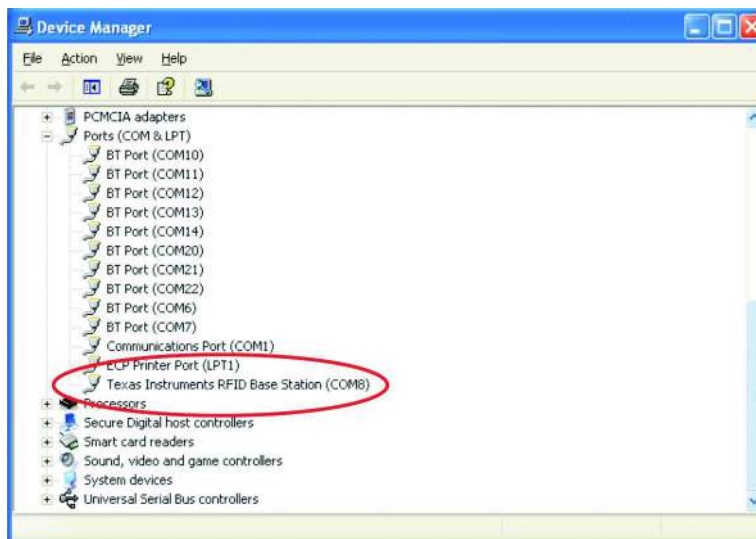 Device Manager
File Action View Help
PCMCIA adapters
Ports (COM & LPT)
BT Port (COM10)
BT Port (COM11)
BT Port (COM12)
BT Port (COM13)
BT Port (COM14)
BT Port (COM20)
BT Port (COM21)
BT Port (COM22)
BT Port (COM6)
BT Port (COM7)
Communications Port (COM1)
ECP Printer Port (LPT1)
Texas Instruments RFID Base Station (COM8)
Processors
Secure Digital host controllers
Smart card readers
Sound, video and game controllers
System devices
Universal Serial Bus controllers